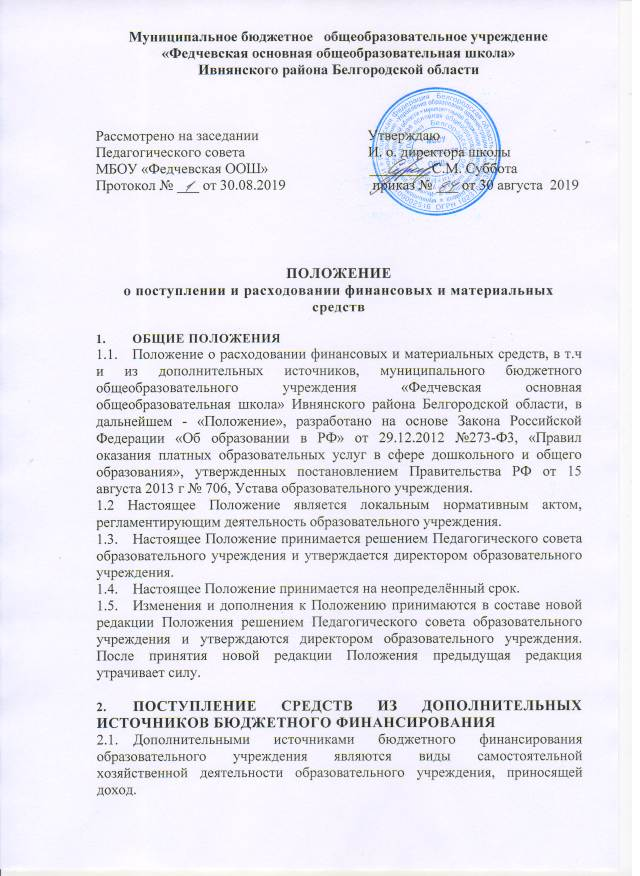 Муниципальное бюджетное общеобразовательное учреждение
«Федчевская основная общеобразовательная школа»
Ивнянского района Белгородской области
Рассмотрено на заседании Утверждаю
Педагогического совета И. о. директора школы
МБОУ «Федчевская ООШ» С.М. Суббота
Протокол № 1 от 30.08.2019 приказ № от 30 августа 2019
ПОЛОЖЕНИЕ
о поступлении и расходовании финансовых и материальных
средств
1. ОБЩИЕ ПОЛОЖЕНИЯ
1.1. Положение о расходовании финансовых и материальных средств, в т.ч
и из дополнительных источников, муниципального бюджетного
общеобразовательного учреждения «Федчевская основная
общеобразовательная школа» Ивнянского района Белгородской области, в
дальнейшем - «Положение», разработано на основе Закона Российской
Федерации «Об образовании в РФ» от 29.12.2012 №273-ФЗ, «Правил
оказания платных образовательных услуг в сфере дошкольного и общего
образования», утвержденных постановлением Правительства РФ от 15
августа 2013 г № 706, Устава образовательного учреждения.
1.2 Настоящее Положение является локальным нормативным актом,
регламентирующим деятельность образовательного учреждения.
1.3. Настоящее Положение принимается решением Педагогического совета
образовательного учреждения и утверждается директором образовательного
учреждения.
1.4. Настоящее Положение принимается на неопределённый срок.
1.5. Изменения и дополнения к Положению принимаются в составе новой
редакции Положения решением Педагогического совета образовательного
учреждения и утверждаются директором образовательного учреждения.
После принятия новой редакции Положения предыдущая редакция
утрачивает силу.
2. ПОСТУПЛЕНИЕ СРЕДСТВ ИЗ ДОПОЛНИТЕЛЬНЫХ
ИСТОЧНИКОВ БЮДЖЕТНОГО ФИНАНСИРОВАНИЯ
2.1. Дополнительными источниками бюджетного финансирования
образовательного учреждения являются виды самостоятельной
хозяйственной деятельности образовательного учреждения, приносящей
доход.